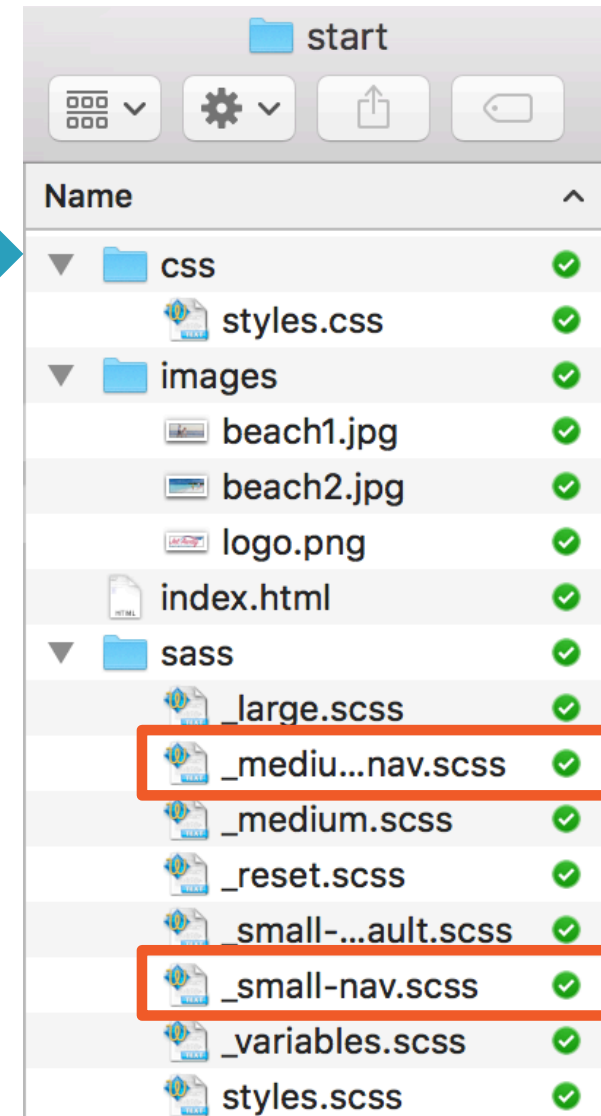 start
Name
css
styles.css
images
beach1.jpg
beach2.jpg
logo.png
index.html
sass
_large.scss
_mediu...nav.scss
_medium.scss
_reset.scss
_small-...ault.scss
_small-nav.scss
_variables.scss
styles.scss